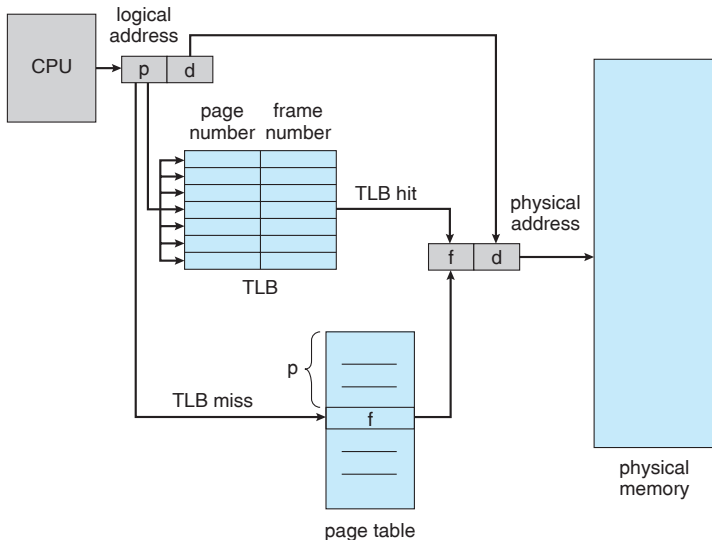 logical
address
CPU
p d
page
number
frame
number
TLB hit
physical
address
f d
TLB
p
TLB miss
f
physical
memory
page table